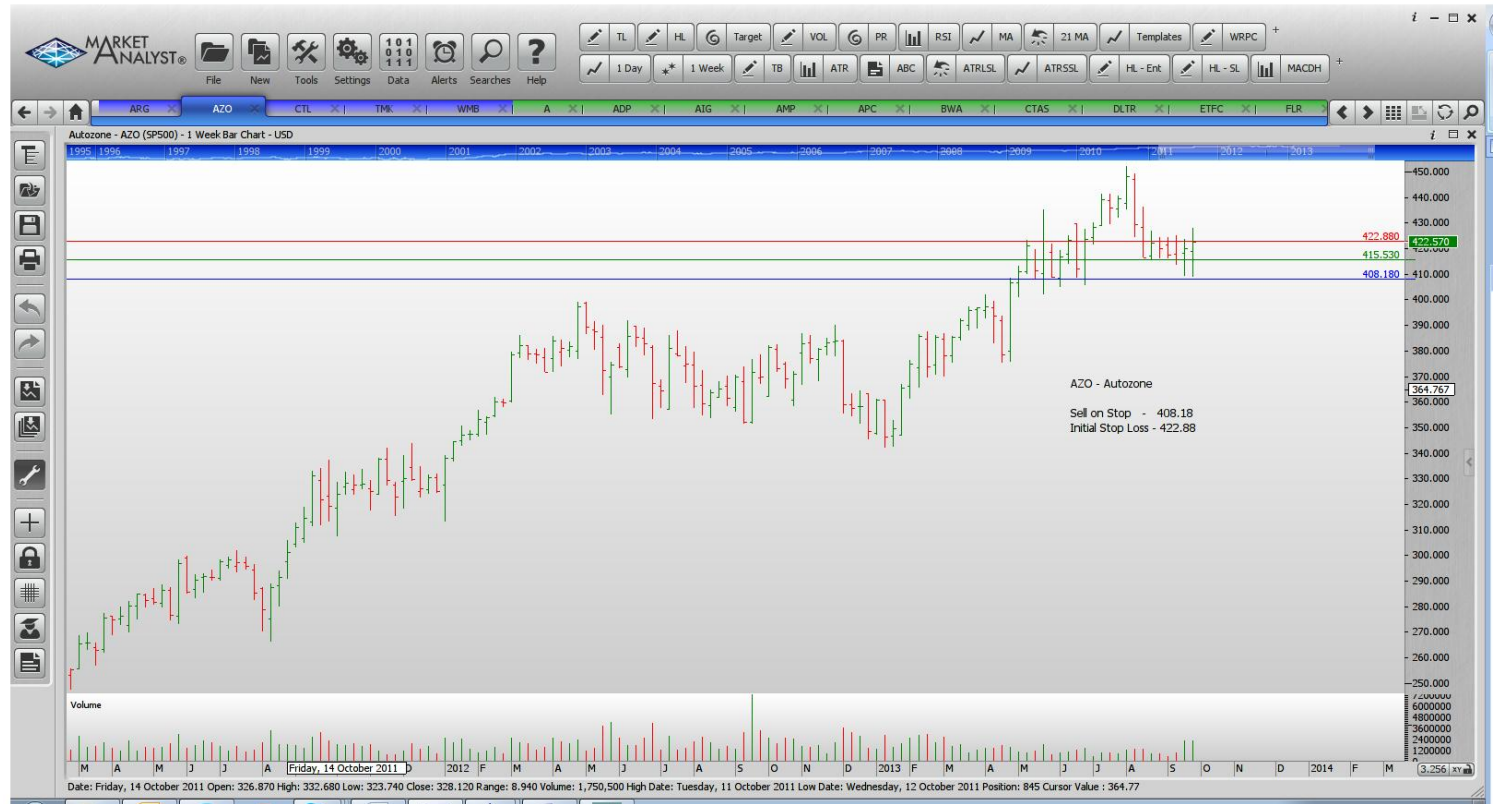 MARKET
ANALYST®
File New Tools Settings Data Alerts Searches Help
101
010
111
TL HL Target VOL PR RSI MA 21 MA Templates WRPC +
1 Day 1 Week TB ATR ABC ATRLSL ATRSSL HL - Ent HL - SL MACDH +
ARG AZO CTL TMK WMB A ADP AIG AMP APC BWA CTAS DLTR ETFC FLR
Autozone - AZO (SP500) - 1 Week Bar Chart - USD
1995 1996 1997 1998 1999 2000 2001 2002 2003 2004 2005 2006 2007 2008 2009 2010 2011 2012 2013
450.000
440.000
430.000
422.880
422.570
420.000
415.530
408.180
410.000
400.000
390.000
380.000
370.000
364.767
360.000
350.000
340.000
330.000
320.000
310.000
300.000
290.000
280.000
270.000
260.000
250.000
AZO - Autozone
Sell on Stop - 408.18
Initial Stop Loss - 422.88
Volume
7200000
6000000
4800000
3600000
2400000
1200000
M A M J J A Friday, 14 October 2011 D 2012 F M A M J J A S O N D 2013 F M A M J J A S O N D 2014 F M 3.256 XY
Date: Friday, 14 October 2011 Open: 326.870 High: 332.680 Low: 323.740 Close: 328.120 Range: 8.940 Volume: 1,750,500 High Date: Tuesday, 11 October 2011 Low Date: Wednesday, 12 October 2011 Position: 845 Cursor Value : 364.77